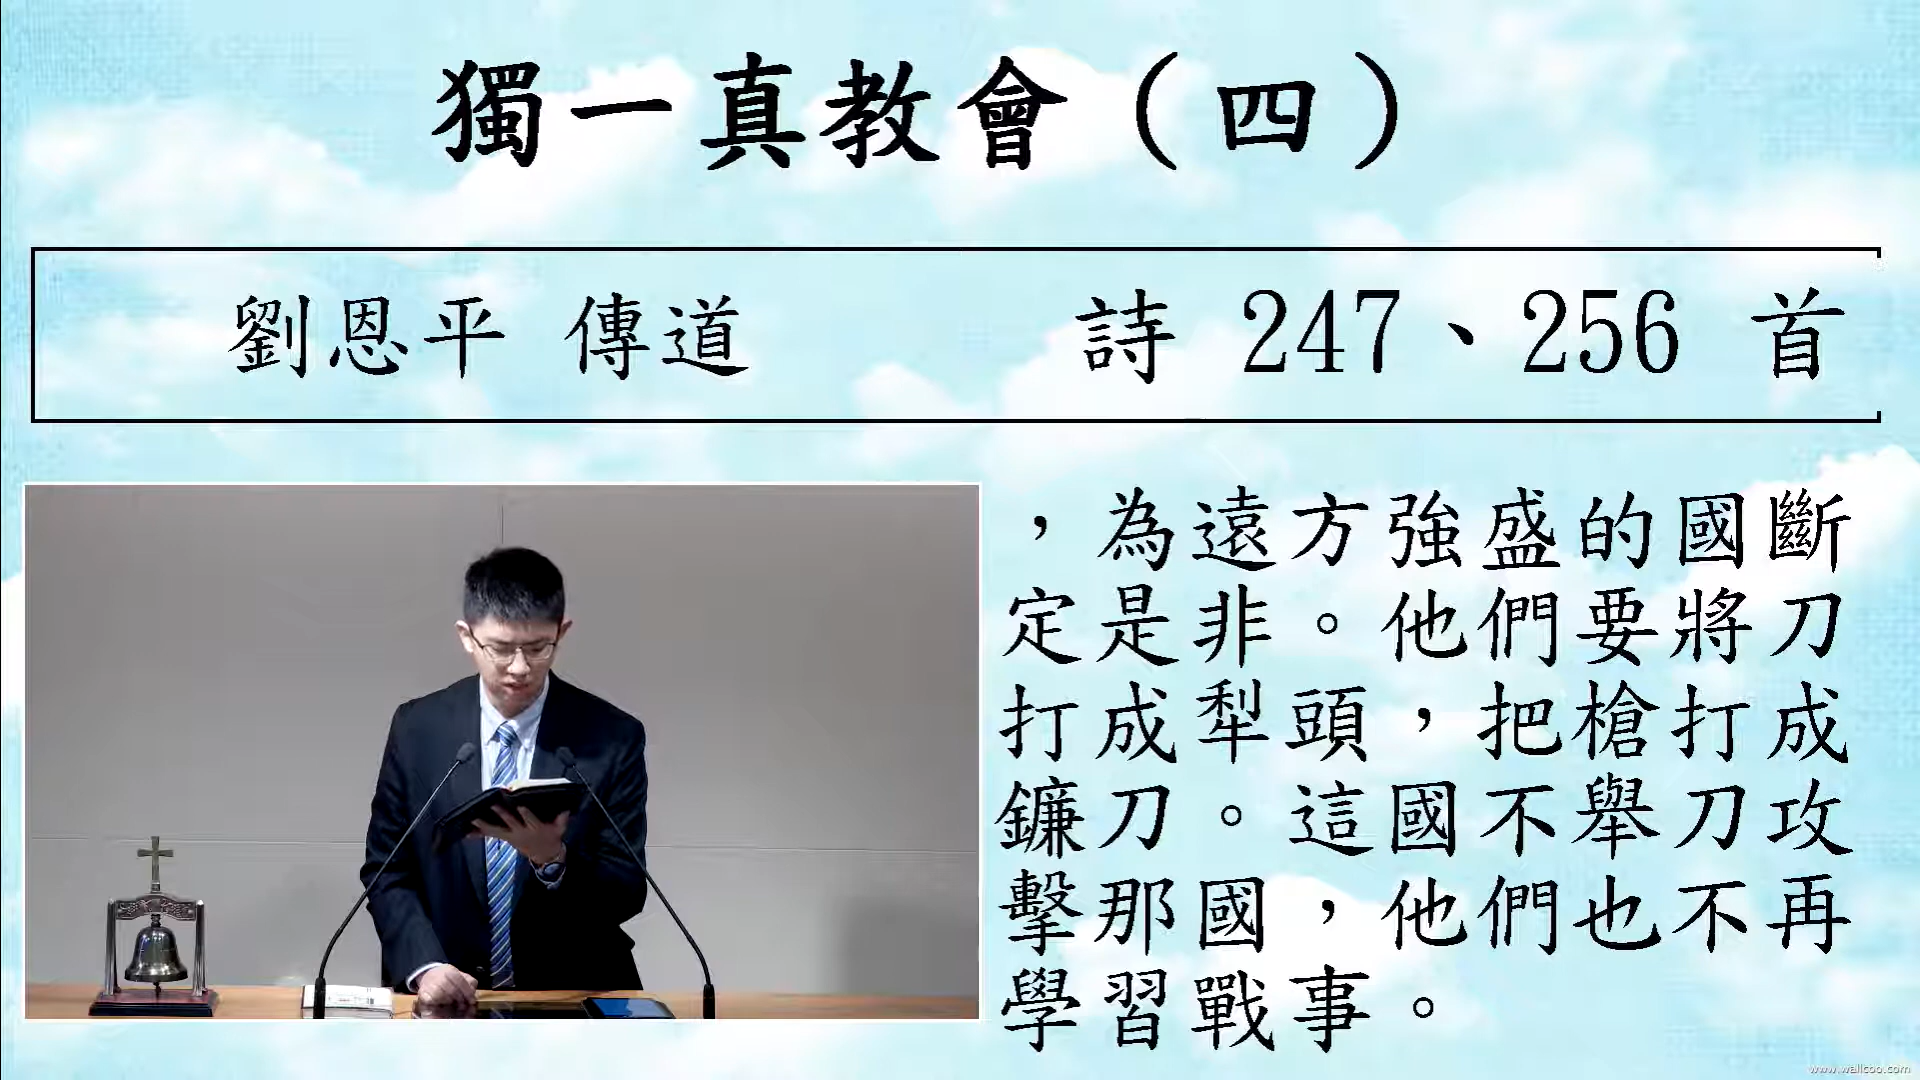 獨一真教會（四）
劉恩平 傳道 詩 247、256 首
，為遠方強盛的國斷
定是非。他們要將刀
打成犁頭，把槍打成
鐮刀。這國不舉刀攻
擊那國，他們也不再
學習戰事。
www.wallcoo.com